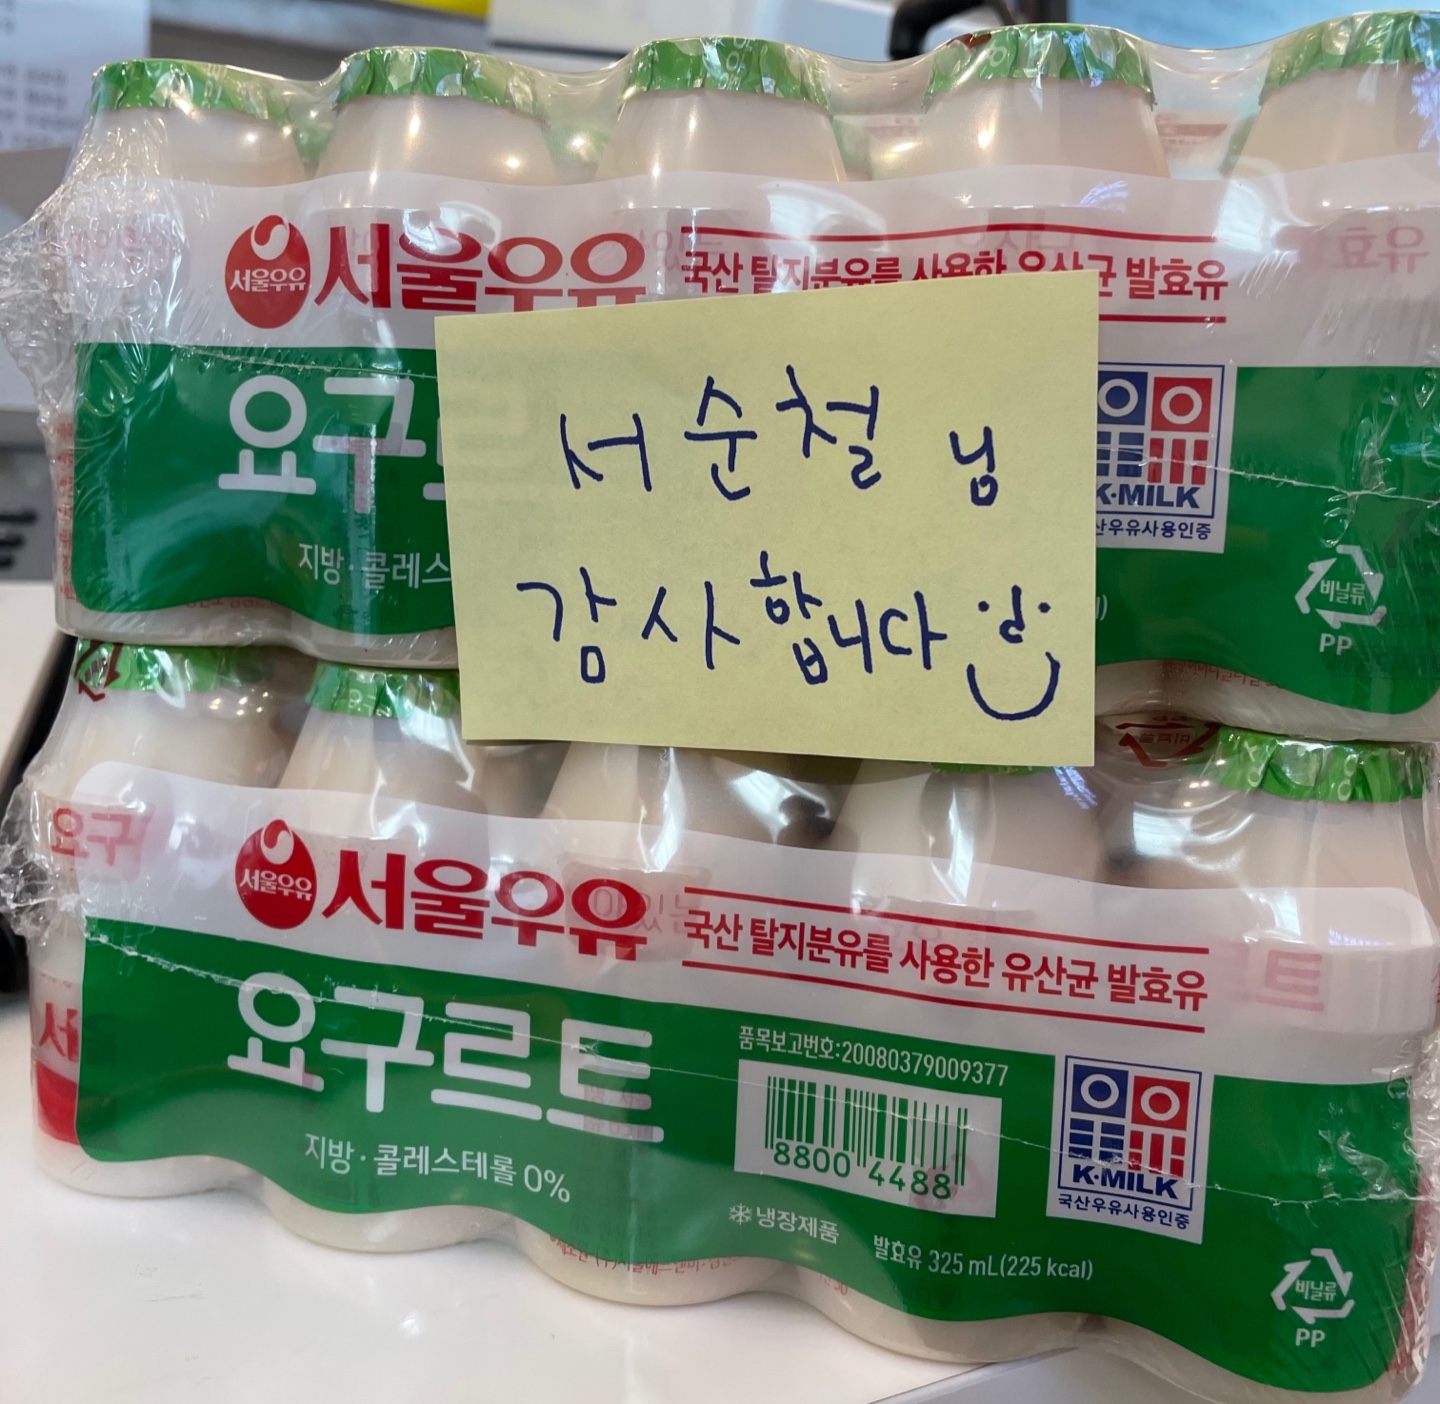 서울우유 서울우유 국산 탈지분유를 사용한 유산균 발효유
요구르
서순철 님
감사합니다
K·MILK
산우유사용인증
지방·콜레스
비닐류
PP
요구
서울우유 서울우유 국산 탈지분유를 사용한 유산균 발효유
요구르트
지방·콜레스테롤 0%
품목보고번호:20080379009377
8800 4488
K·MILK
국산우유사용인증
냉장제품
발효유 325 mL(225 kcal)
비닐류
PP